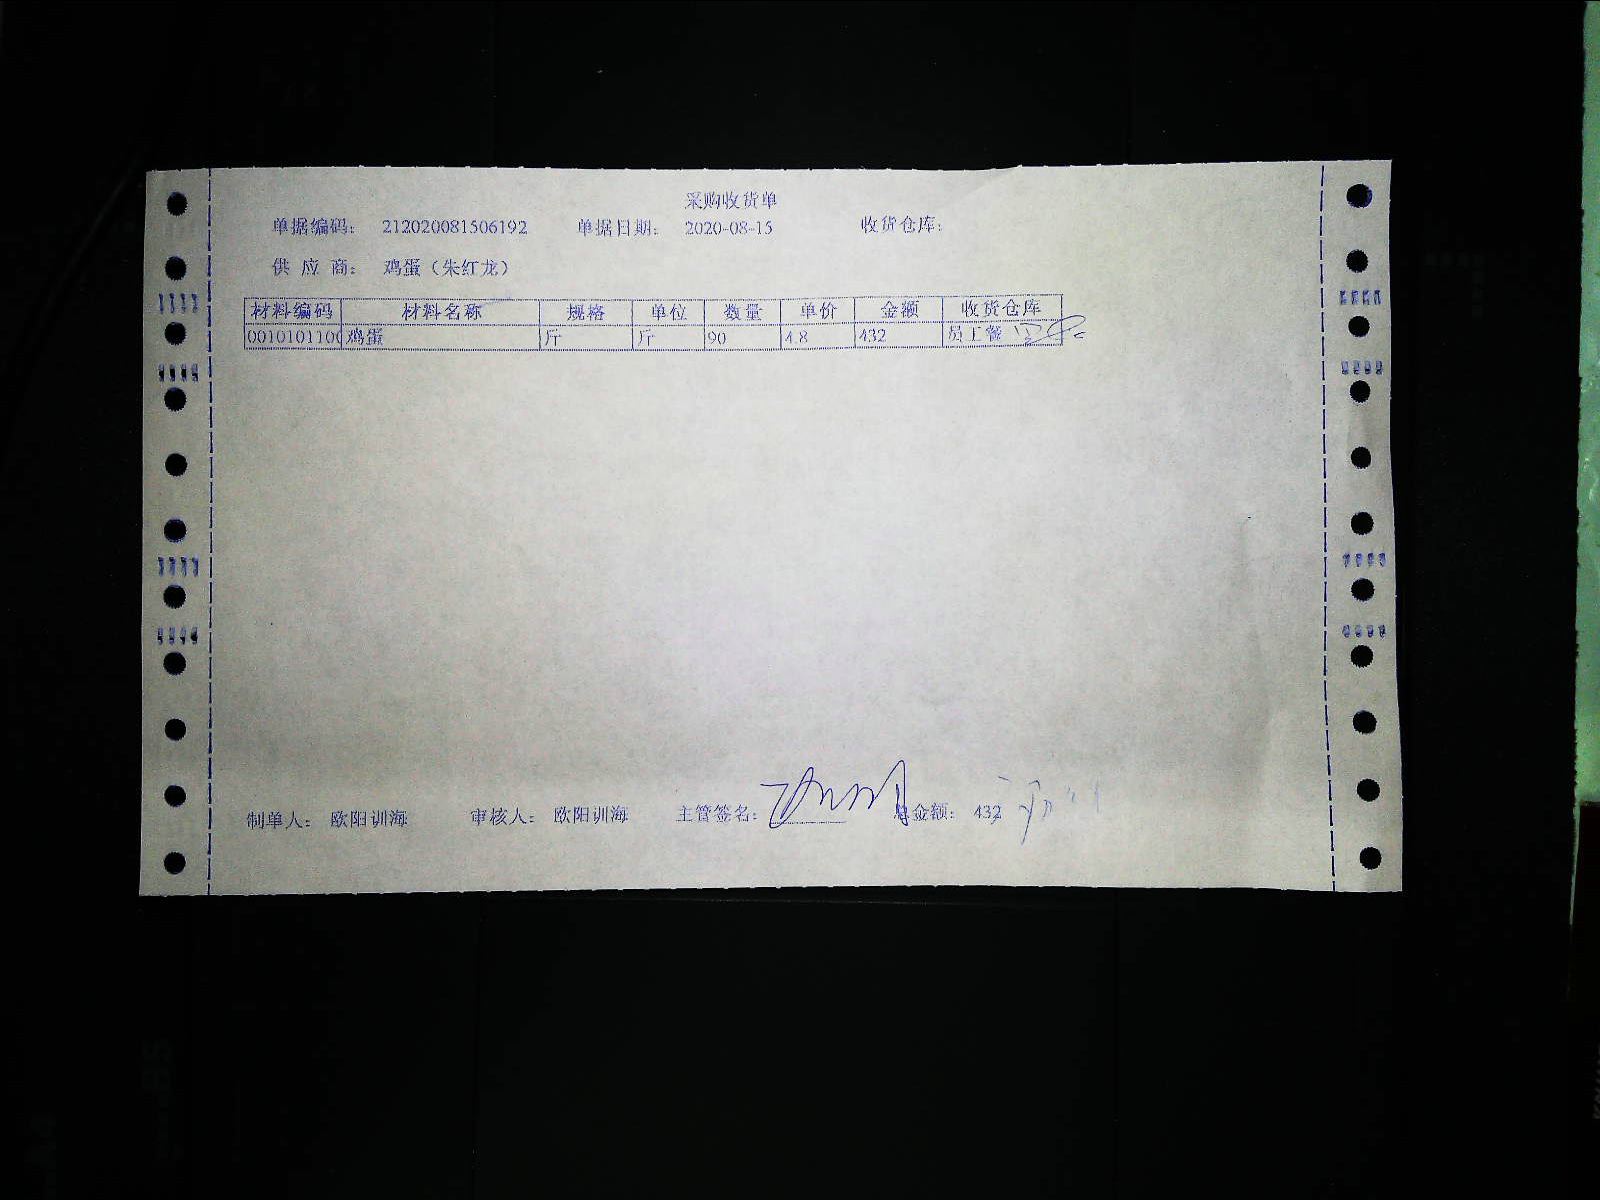 采购收货单
单据编码: 212020081506192 单据日期: 2020-08-15 收货仓库:
供 应 商: 鸡蛋（朱红龙）
材料编码 材料名称 规格 单位 数量 单价 金额 收货仓库
0010101100 鸡蛋 斤 斤 90 4.8 432 员工餐
制单人: 欧阳训海 审核人: 欧阳训海 主管签名: 总金额: 432